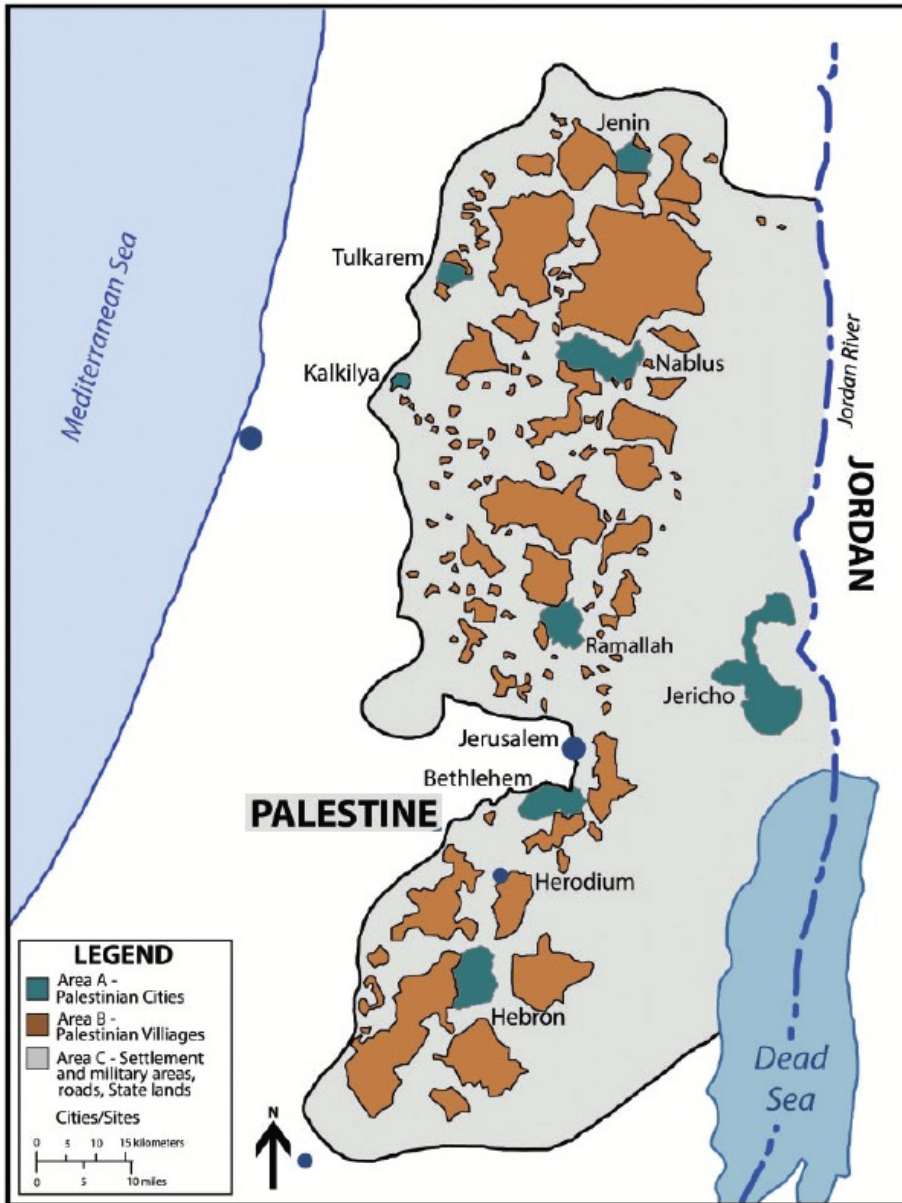 Jenin
Mediterranean Sea
Tulkarem
Jordan River
Nablus
Kalkilya
JORDAN
Ramallah
Jericho
Jerusalem
Bethlehem
PALESTINE
Herodium
Hebron
Dead
Sea
LEGEND
Area A -
Palestinian Cities
Area B -
Palestinian Villiages
Area C - Settlement
and military areas,
roads, State lands
Cities/Sites
0 5 10 15 kilometers
0 5 10 miles
N